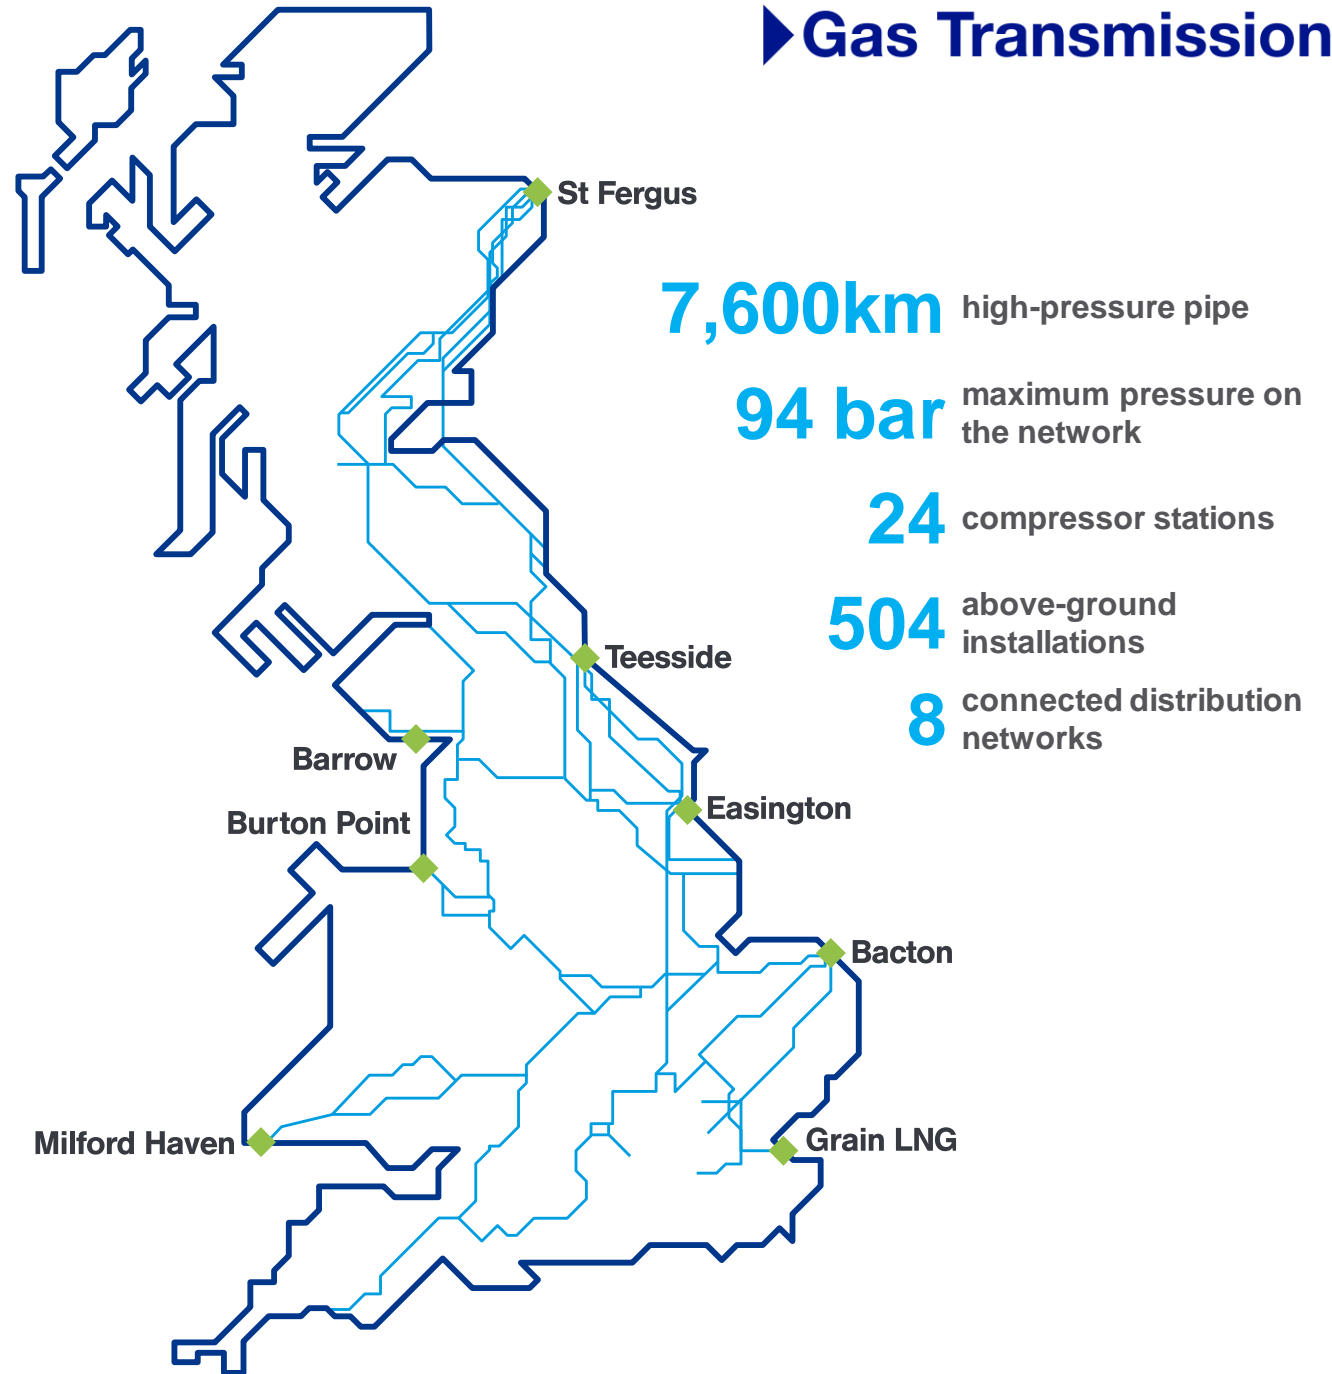 Gas Transmission
St Fergus
7,600km high-pressure pipe
94 bar maximum pressure on
the network
24 compressor stations
504 above-ground
installations
8 connected distribution
networks
Teesside
Barrow
Easington
Burton Point
Bacton
Milford Haven
Grain LNG